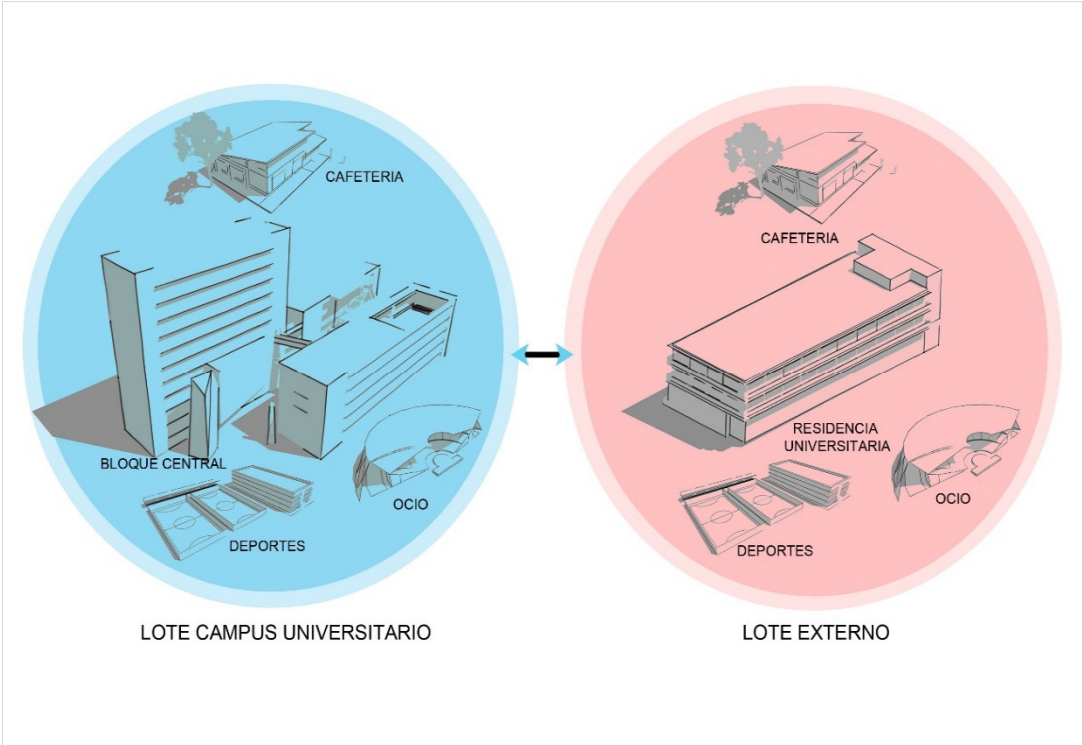 CAFETERIA
BLOQUE CENTRAL
OCIO
DEPORTES
LOTE CAMPUS UNIVERSITARIO
CAFETERIA
RESIDENCIA
UNIVERSITARIA
OCIO
DEPORTES
LOTE EXTERNO